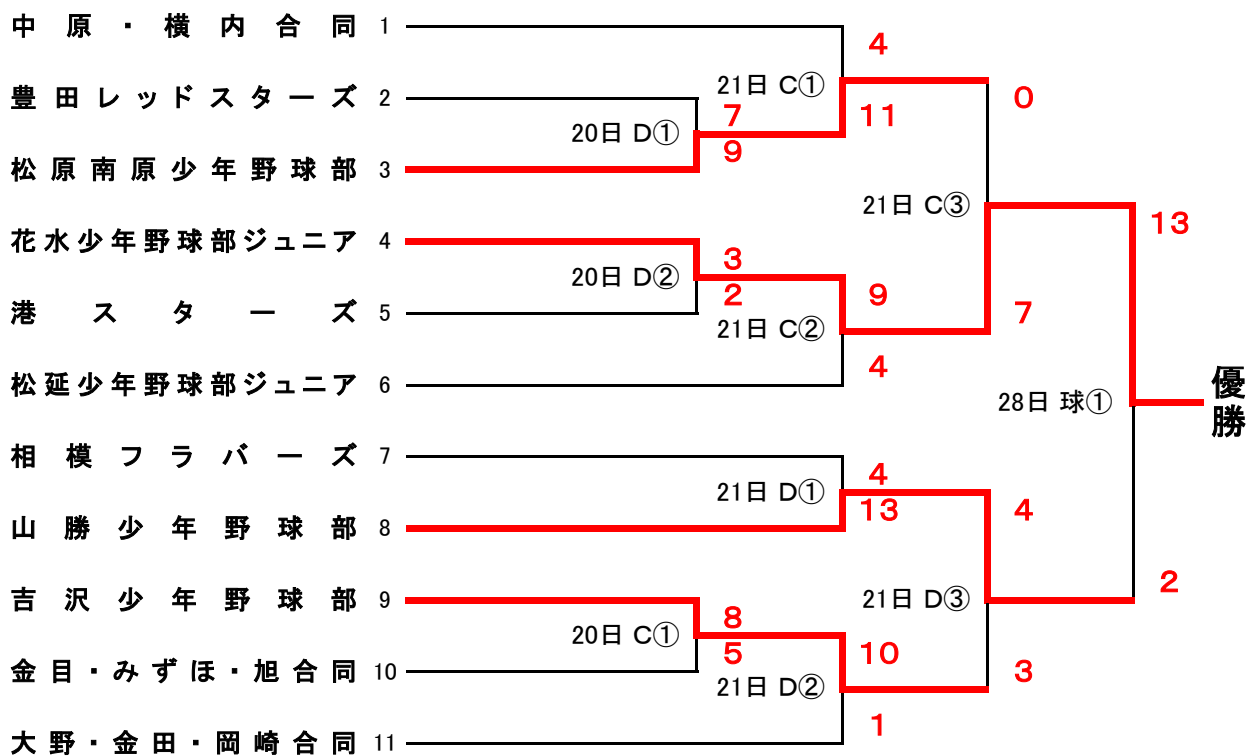 中原・横内合同 1
4
21日 C①
豊田レッドスターズ 2
0
7
11
20日 D①
9
松原南原少年野球部 3
21日 C③
13
花水少年野球部ジュニア 4
3
20日 D②
2
9
7
港スターズ 5
21日 C②
4
松延少年野球部ジュニア 6
28日 球①
優勝
相模フラバーズ 7
4
21日 D①
13
4
山勝少年野球部 8
2
吉沢少年野球部 9
21日 D③
8
20日 C①
5
10
3
金目・みずほ・旭合同 10
21日 D②
1
大野・金田・岡崎合同 11